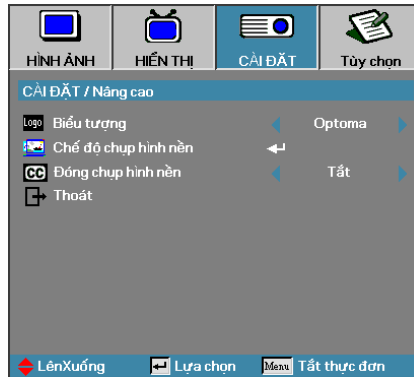 HÌNH ẢNH HIỂN THỊ CÀI ĐẶT Tùy chọn
CÀI ĐẶT / Nâng cao
Logo Biểu tượng Optoma
Chế độ chụp hình nền
CC Đóng chụp hình nền Tắt
Thoát
LênXuống Lựa chọn Menu Tắt thực đơn